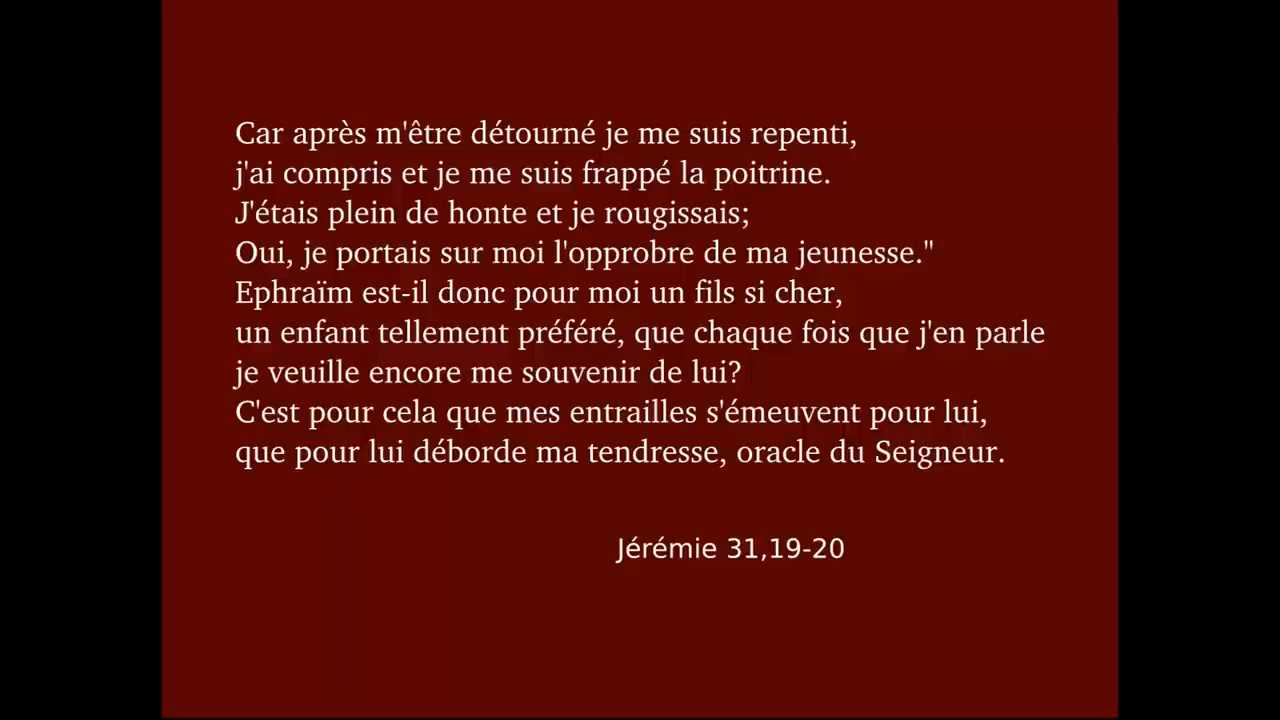 Car après m'être détourné je me suis repenti,
j'ai compris et je me suis frappé la poitrine.
J'étais plein de honte et je rougissais;
Oui, je portais sur moi l'opprobre de ma jeunesse."
Ephraïm est-il donc pour moi un fils si cher,
un enfant tellement préféré, que chaque fois que j'en parle
je veuille encore me souvenir de lui?
C'est pour cela que mes entrailles s'émeuvent pour lui,
que pour lui déborde ma tendresse, oracle du Seigneur.
Jérémie 31,19-20